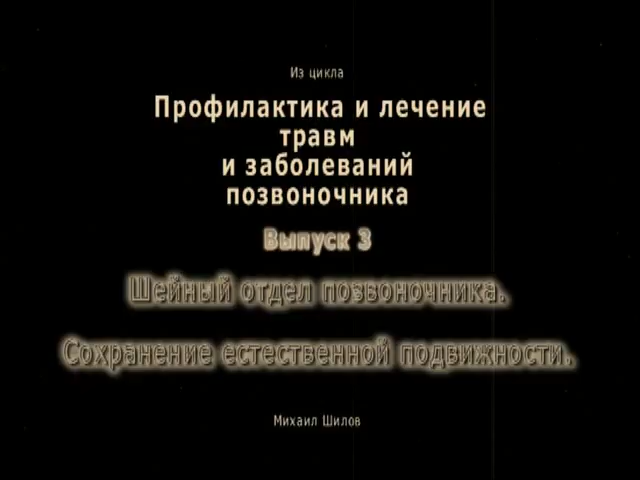 Из цикла
Профилактика и лечение
травм
и заболеваний
позвоночника
Выпуск 3
Шейный отдел позвоночника.
Сохранение естественной подвижности.
Михаил Шилов